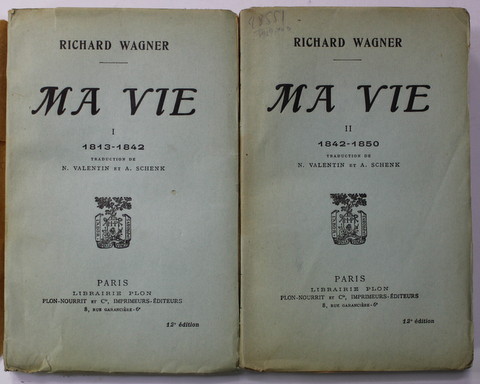 RICHARD WAGNER
MA VIE
I
1813-1842
TRADUCTION DE
N. VALENTIN ET A. SCHENK
PARIS
LIBRAIRIE PLON
PLON-NOURRIT ET Cie, IMPRIMEURS-ÉDITEURS
8, RUE GARANCIÈRE - 6e
12e édition
RICHARD WAGNER
MA VIE
II
1842-1850
TRADUCTION DE
N. VALENTIN ET A. SCHENK
PARIS
LIBRAIRIE PLON
PLON-NOURRIT ET Cie, IMPRIMEURS-ÉDITEURS
8, RUE GARANCIÈRE-6e
12e édition